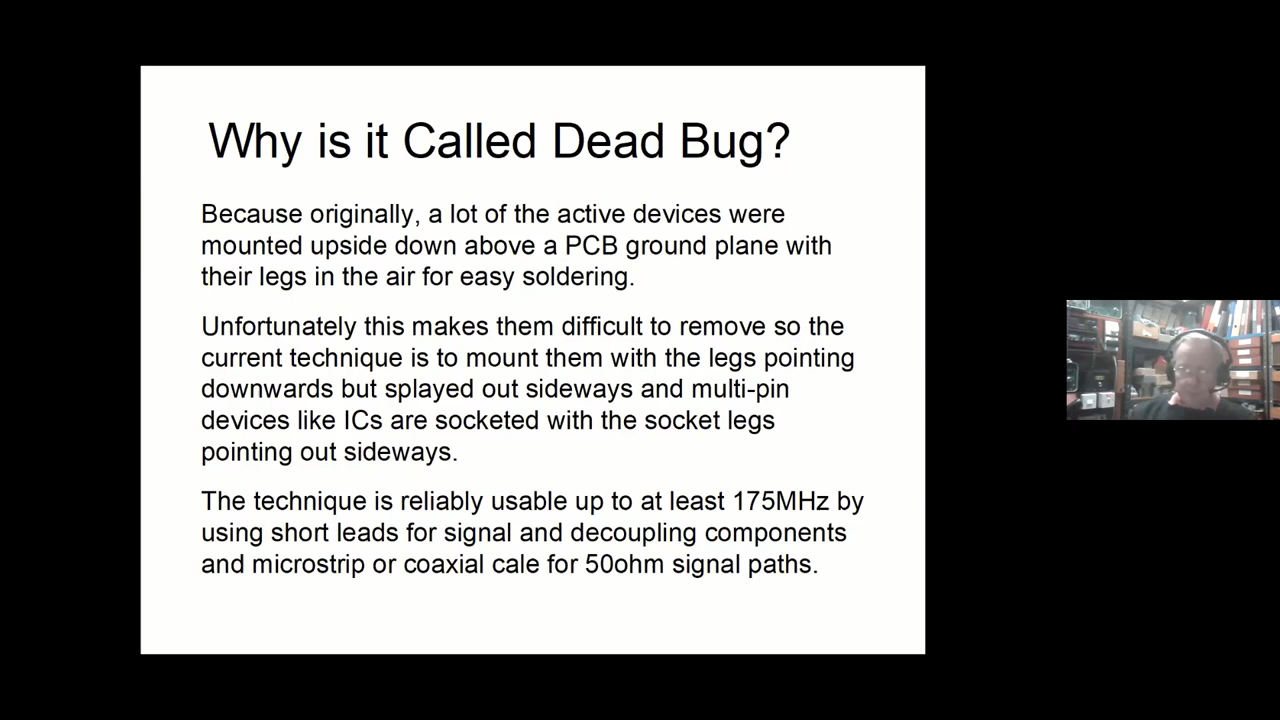 Why is it Called Dead Bug?
Because originally, a lot of the active devices were
mounted upside down above a PCB ground plane with
their legs in the air for easy soldering.
Unfortunately this makes them difficult to remove so the
current technique is to mount them with the legs pointing
downwards but splayed out sideways and multi-pin
devices like ICs are socketed with the socket legs
pointing out sideways.
The technique is reliably usable up to at least 175MHz by
using short leads for signal and decoupling components
and microstrip or coaxial cale for 50ohm signal paths.